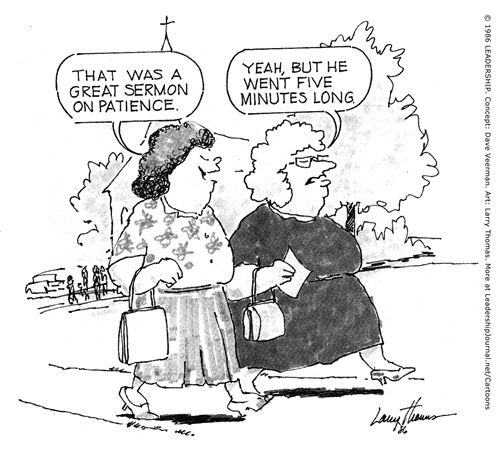 THAT WAS A
GREAT SERMON
ON PATIENCE.
YEAH, BUT HE
WENT FIVE
MINUTES LONG.
Larry Thomas
86
© 1986 LEADERSHIP. Concept: Dave Veerman. Art: Larry Thomas. More at LeadershipJournal.net/Cartoons